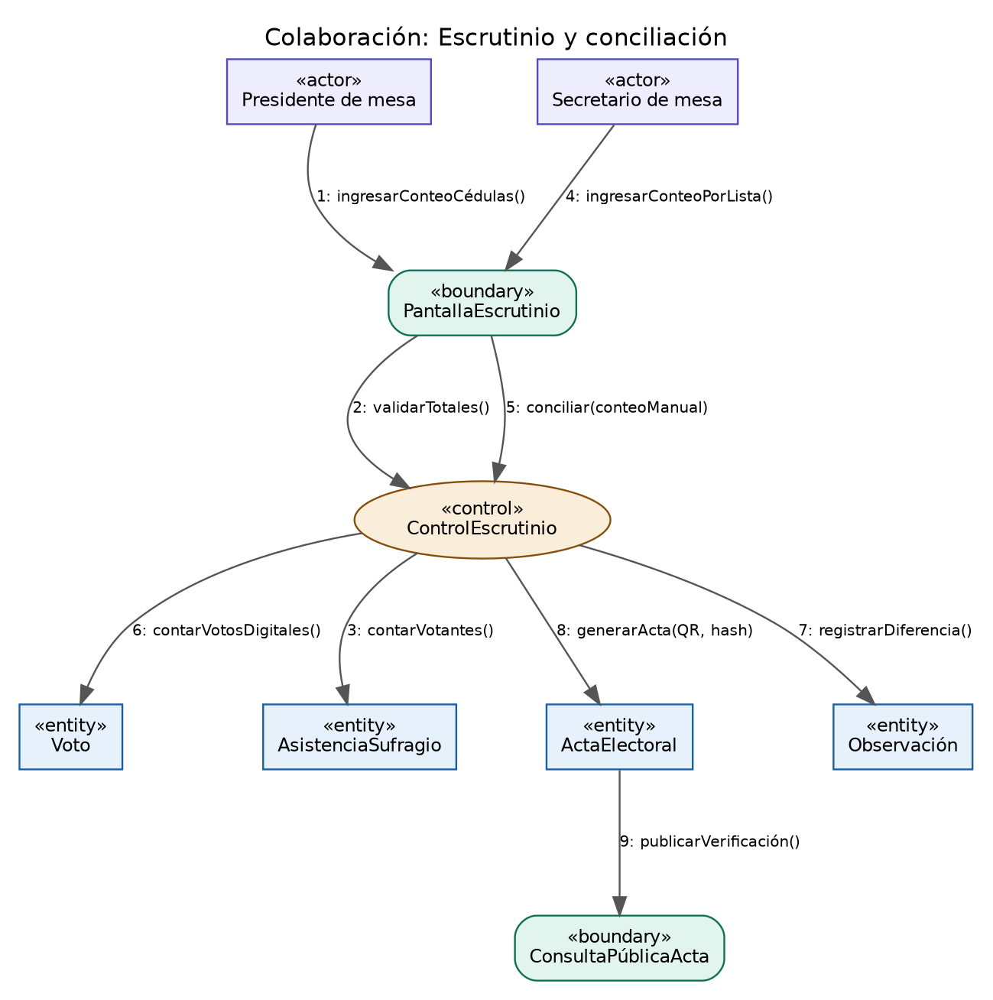 Colaboración: Escrutinio y conciliación
«actor»
Presidente de mesa
«actor»
Secretario de mesa
1: ingresarConteoCédulas()
4: ingresarConteoPorLista()
«boundary»
PantallaEscrutinio
2: validarTotales()
5: conciliar(conteoManual)
«control»
ControlEscrutinio
6: contarVotosDigitales()
3: contarVotantes()
8: generarActa(QR, hash)
7: registrarDiferencia()
«entity»
Voto
«entity»
AsistenciaSufragio
«entity»
ActaElectoral
«entity»
Observación
9: publicarVerificación()
«boundary»
ConsultaPúblicaActa